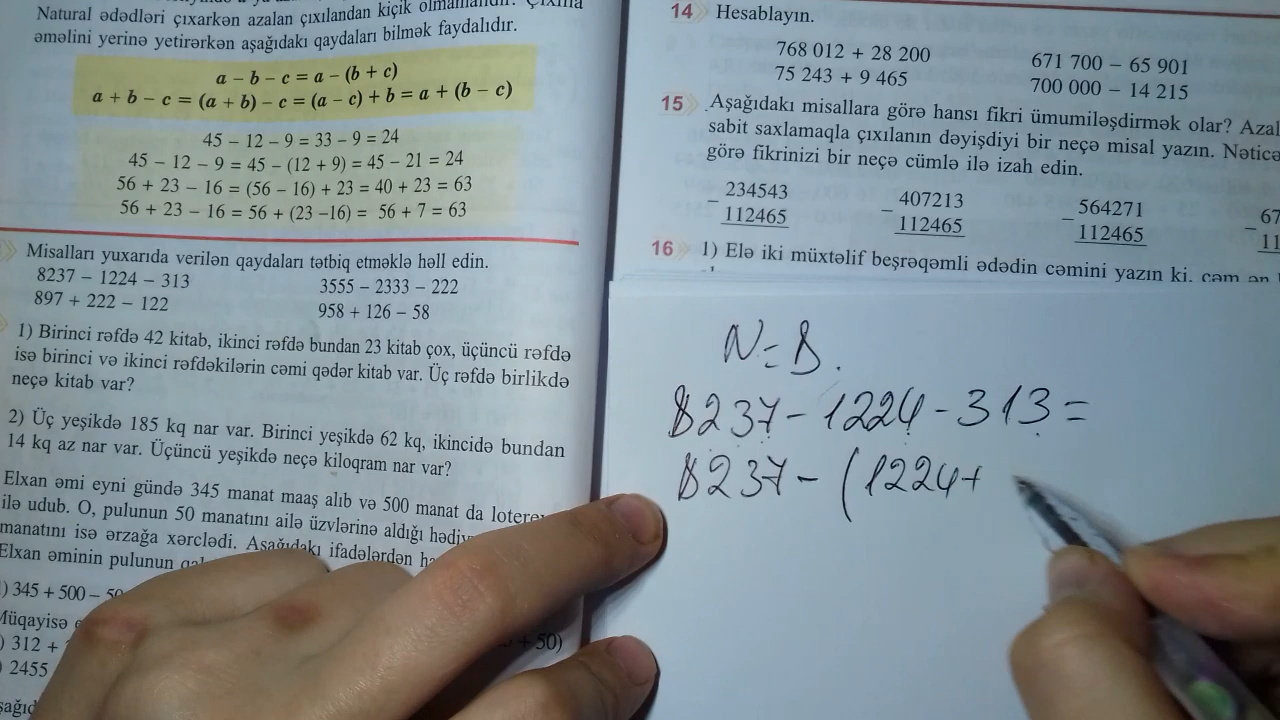 Natural ədədləri çıxarkən azalan çıxılandan kiçik olmamalıdır.
əməlini yerinə yetirərkən aşağıdakı qaydaları bilmək faydalıdır.
a − b − c = a − (b + c)
a + b − c = (a + b) − c = (a − c) + b = a + (b − c)
45 − 12 − 9 = 33 − 9 = 24
45 − 12 − 9 = 45 − (12 + 9) = 45 − 21 = 24
56 + 23 − 16 = (56 − 16) + 23 = 40 + 23 = 63
56 + 23 − 16 = 56 + (23 −16) = 56 + 7 = 63
Misalları yuxarıda verilən qaydaları tətbiq etməklə həll edin.
8237 − 1224 − 313 3555 − 2333 − 222
897 + 222 − 122 958 + 126 − 58
1) Birinci rəfdə 42 kitab, ikinci rəfdə bundan 23 kitab çox, üçüncü rəfdə
isə birinci və ikinci rəfdəkilərin cəmi qədər kitab var. Üç rəfdə birlikdə
neçə kitab var?
2) Üç yeşikdə 185 kq nar var. Birinci yeşikdə 62 kq, ikincidə bundan
14 kq az nar var. Üçüncü yeşikdə neçə kiloqram nar var?
Elxan əmi eyni gündə 345 manat maaş alıb və 500 manat da
ilə udub. O, pulunun 50 manatını ailə üzvlərinə aldığı
manatını isə ərzağa xərclədi. Aşağıdakı ifadələrdən
Elxan əminin pulunun
) 345 + 500 − + 50)
Müqayisə
) 312 +
) 2455
14 Hesablayın.
768 012 + 28 200 671 700 − 65 901
75 243 + 9 465 700 000 − 14 215
15 Aşağıdakı misallara görə hansı fikri ümumiləşdirmək olar?
sabit saxlamaqla çıxılanın dəyişdiyi bir neçə misal yazın.
görə fikrinizi bir neçə cümlə ilə izah edin.
− 234543 − 407213 − 564271 − 67
112465 112465 112465 11
16 1) Elə iki müxtəlif beşrəqəmli ədədin cəmini yazın ki, cəm ən
N=8.
8237 − 1224 − 313 =
8237 − (1224+